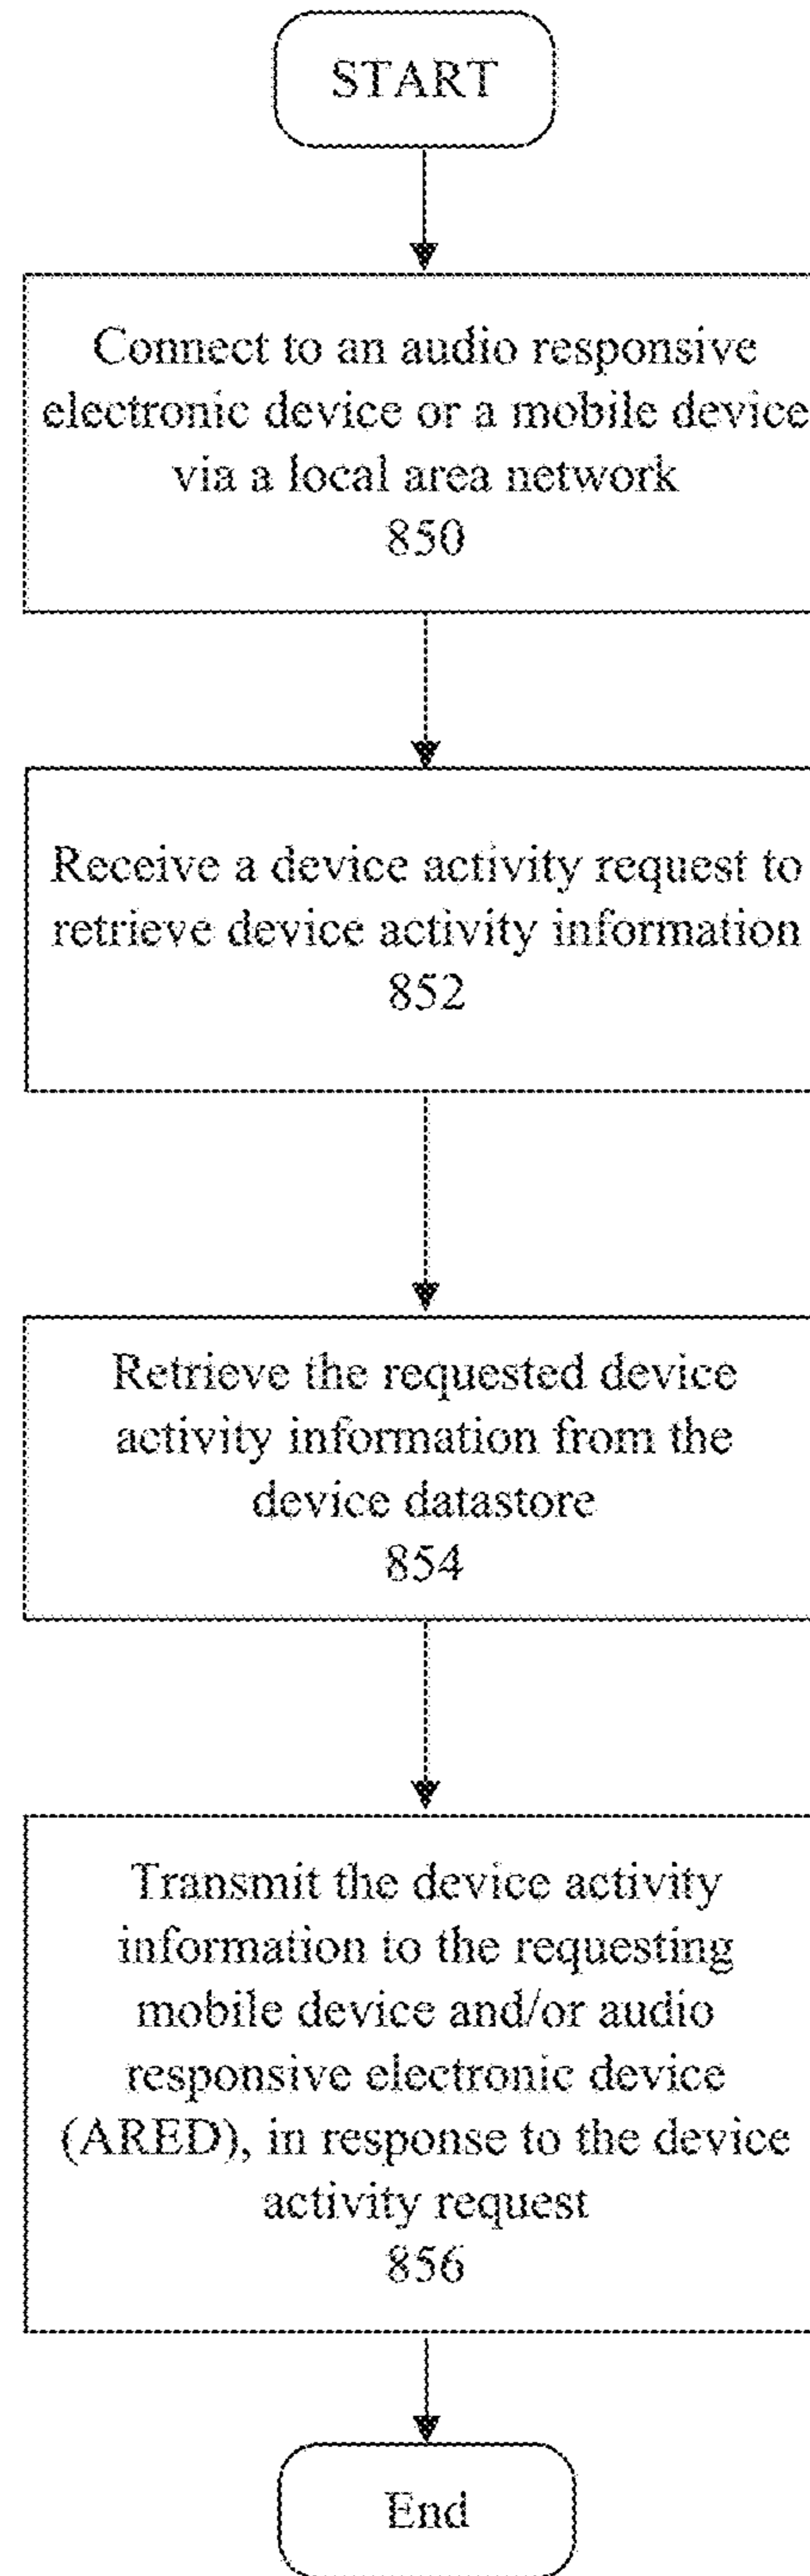 START
Connect to an audio responsive
electronic device or a mobile device
via a local area network
850
Receive a device activity request to
retrieve device activity information
852
Retrieve the requested device
activity information from the
device datastore
854
Transmit the device activity
information to the requesting
mobile device and/or audio
responsive electronic device
(ARED), in response to the device
activity request
856
End